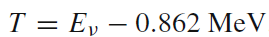 T = E_ν − 0.862 MeV